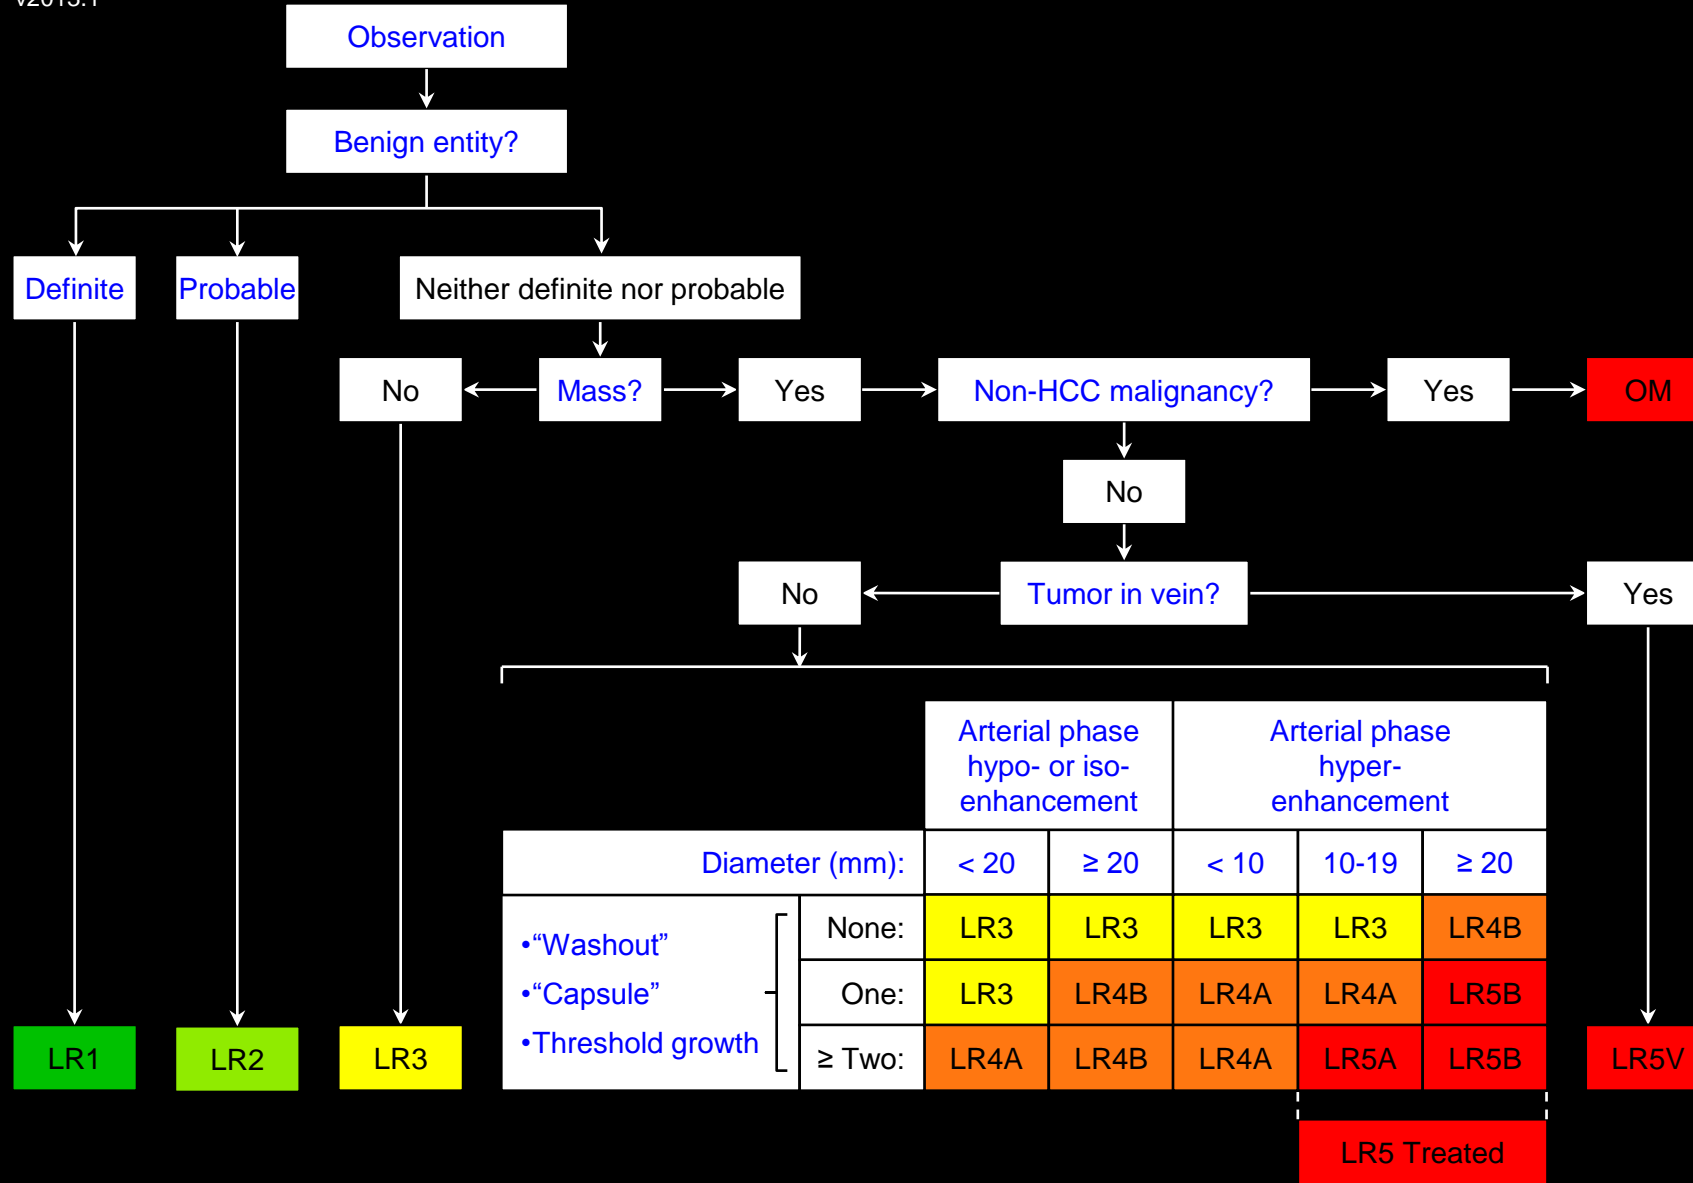 v2013.1
Observation
Benign entity?
Definite
Probable
Neither definite nor probable
No
Mass?
Yes
Non-HCC malignancy?
Yes
OM
No
No
Tumor in vein?
Yes
Arterial phase
hypo- or iso-
enhancement
Arterial phase
hyper-
enhancement
Diameter (mm): < 20 ≥ 20 < 10 10-19 ≥ 20
•“Washout”
•“Capsule”
•Threshold growth
None: LR3 LR3 LR3 LR3 LR4B
One: LR3 LR4B LR4A LR4A LR5B
≥ Two: LR4A LR4B LR4A LR5A LR5B
LR1
LR2
LR3
LR5V
LR5 Treated